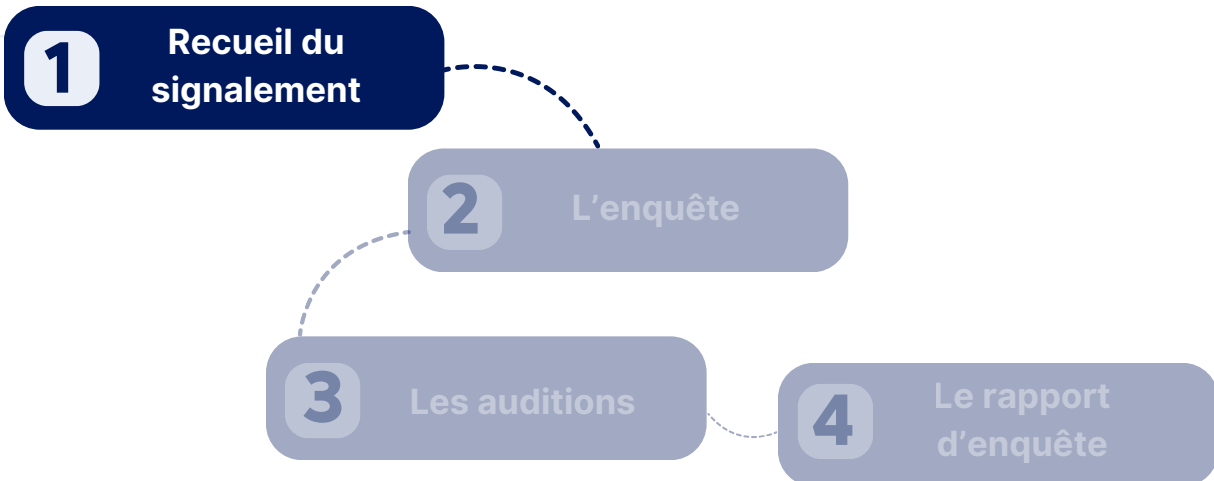 1
Recueil du
signalement
2
L’enquête
3
Les auditions
4
Le rapport
d’enquête